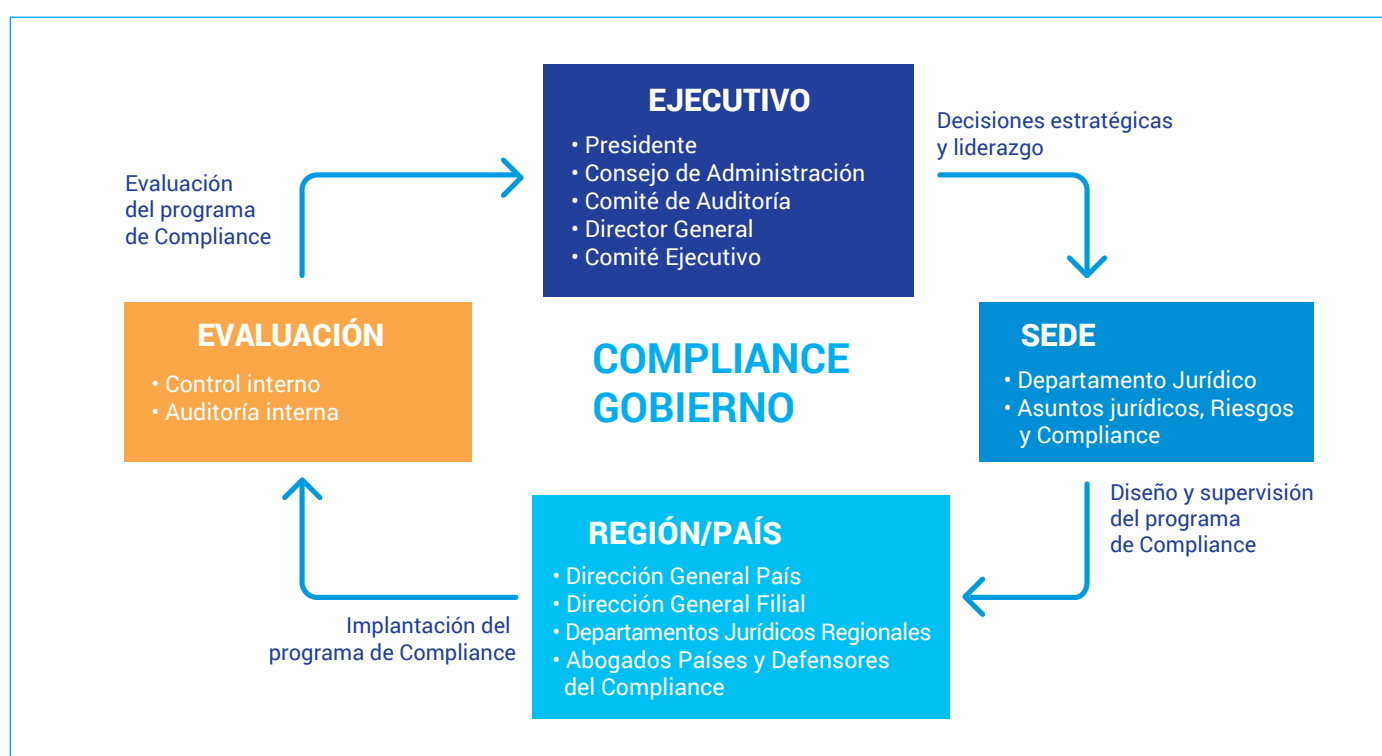 EJECUTIVO
• Presidente
• Consejo de Administración
• Comité de Auditoría
• Director General
• Comité Ejecutivo
Decisiones estratégicas
y liderazgo
SEDE
• Departamento Jurídico
• Asuntos jurídicos, Riesgos
y Compliance
Diseño y supervisión
del programa
de Compliance
REGIÓN/PAÍS
• Dirección General País
• Dirección General Filial
• Departamentos Jurídicos Regionales
• Abogados Países y Defensores
del Compliance
Implantación del
programa de Compliance
EVALUACIÓN
• Control interno
• Auditoría interna
Evaluación
del programa
de Compliance
COMPLIANCE
GOBIERNO